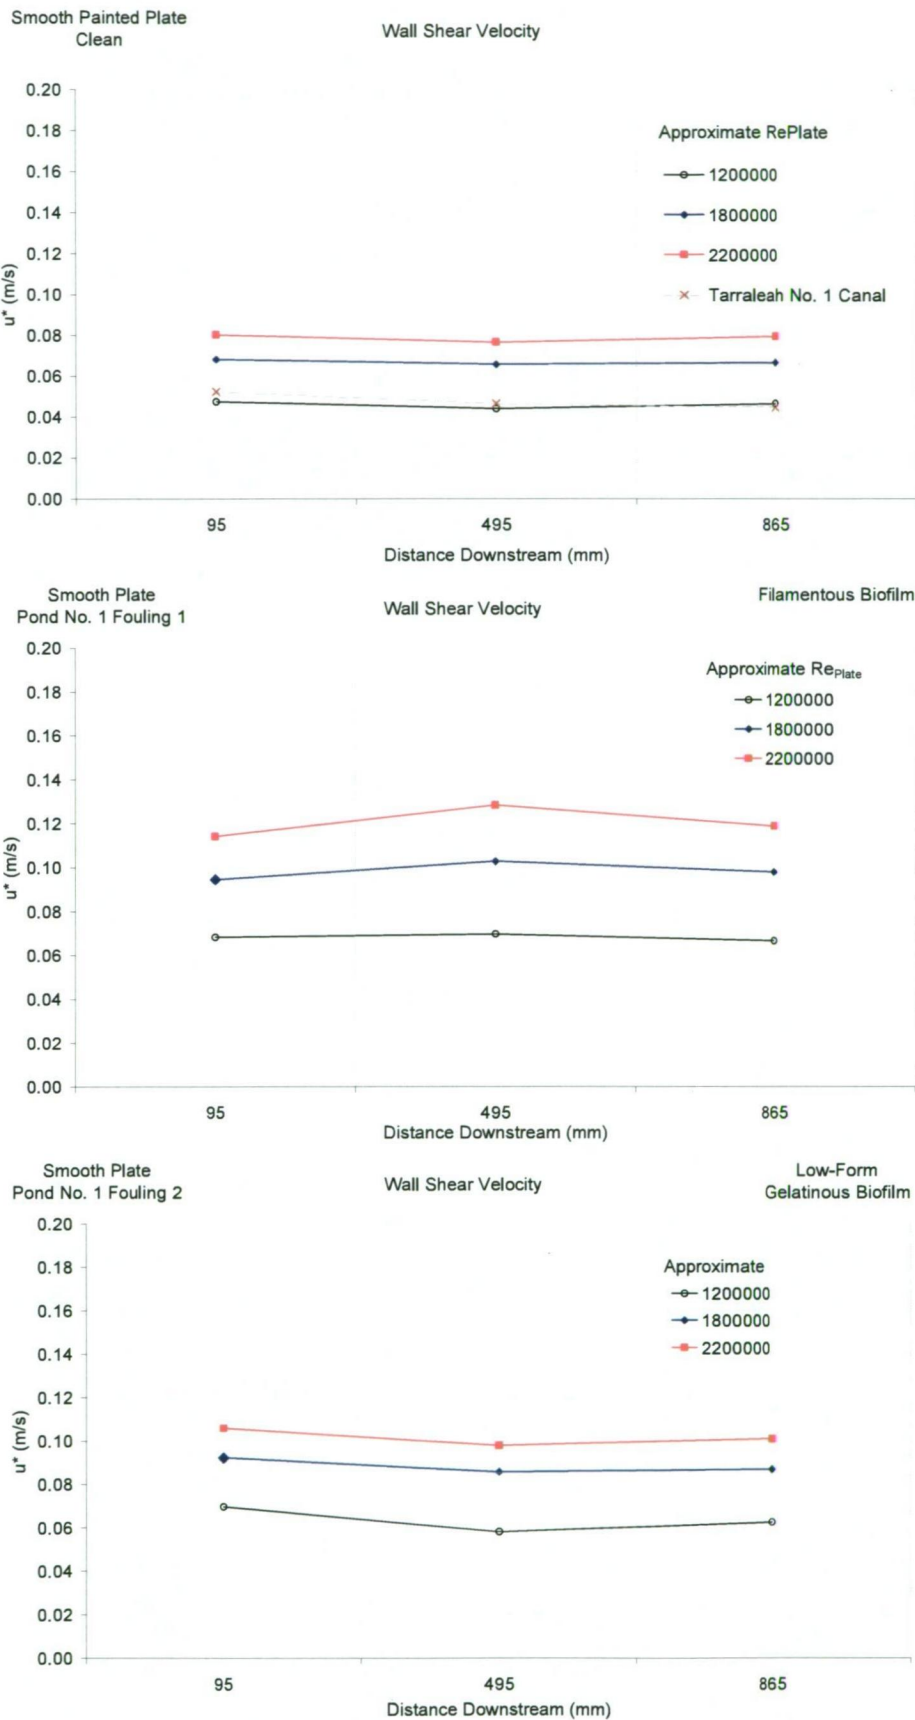 Smooth Painted Plate
Clean
Wall Shear Velocity
0.20
0.18
0.16
0.14
0.12
0.10
0.08
0.06
0.04
0.02
0.00
u* (m/s)
Approximate RePlate
1200000
1800000
2200000
Tarraleah No. 1 Canal
95 495 865
Distance Downstream (mm)
Smooth Plate
Pond No. 1 Fouling 1
Wall Shear Velocity
Filamentous Biofilm
0.20
0.18
0.16
0.14
0.12
0.10
0.08
0.06
0.04
0.02
0.00
u* (m/s)
Approximate RePlate
1200000
1800000
2200000
95 495 865
Distance Downstream (mm)
Smooth Plate
Pond No. 1 Fouling 2
Wall Shear Velocity
Low-Form
Gelatinous Biofilm
0.20
0.18
0.16
0.14
0.12
0.10
0.08
0.06
0.04
0.02
0.00
u* (m/s)
Approximate
1200000
1800000
2200000
95 495 865
Distance Downstream (mm)